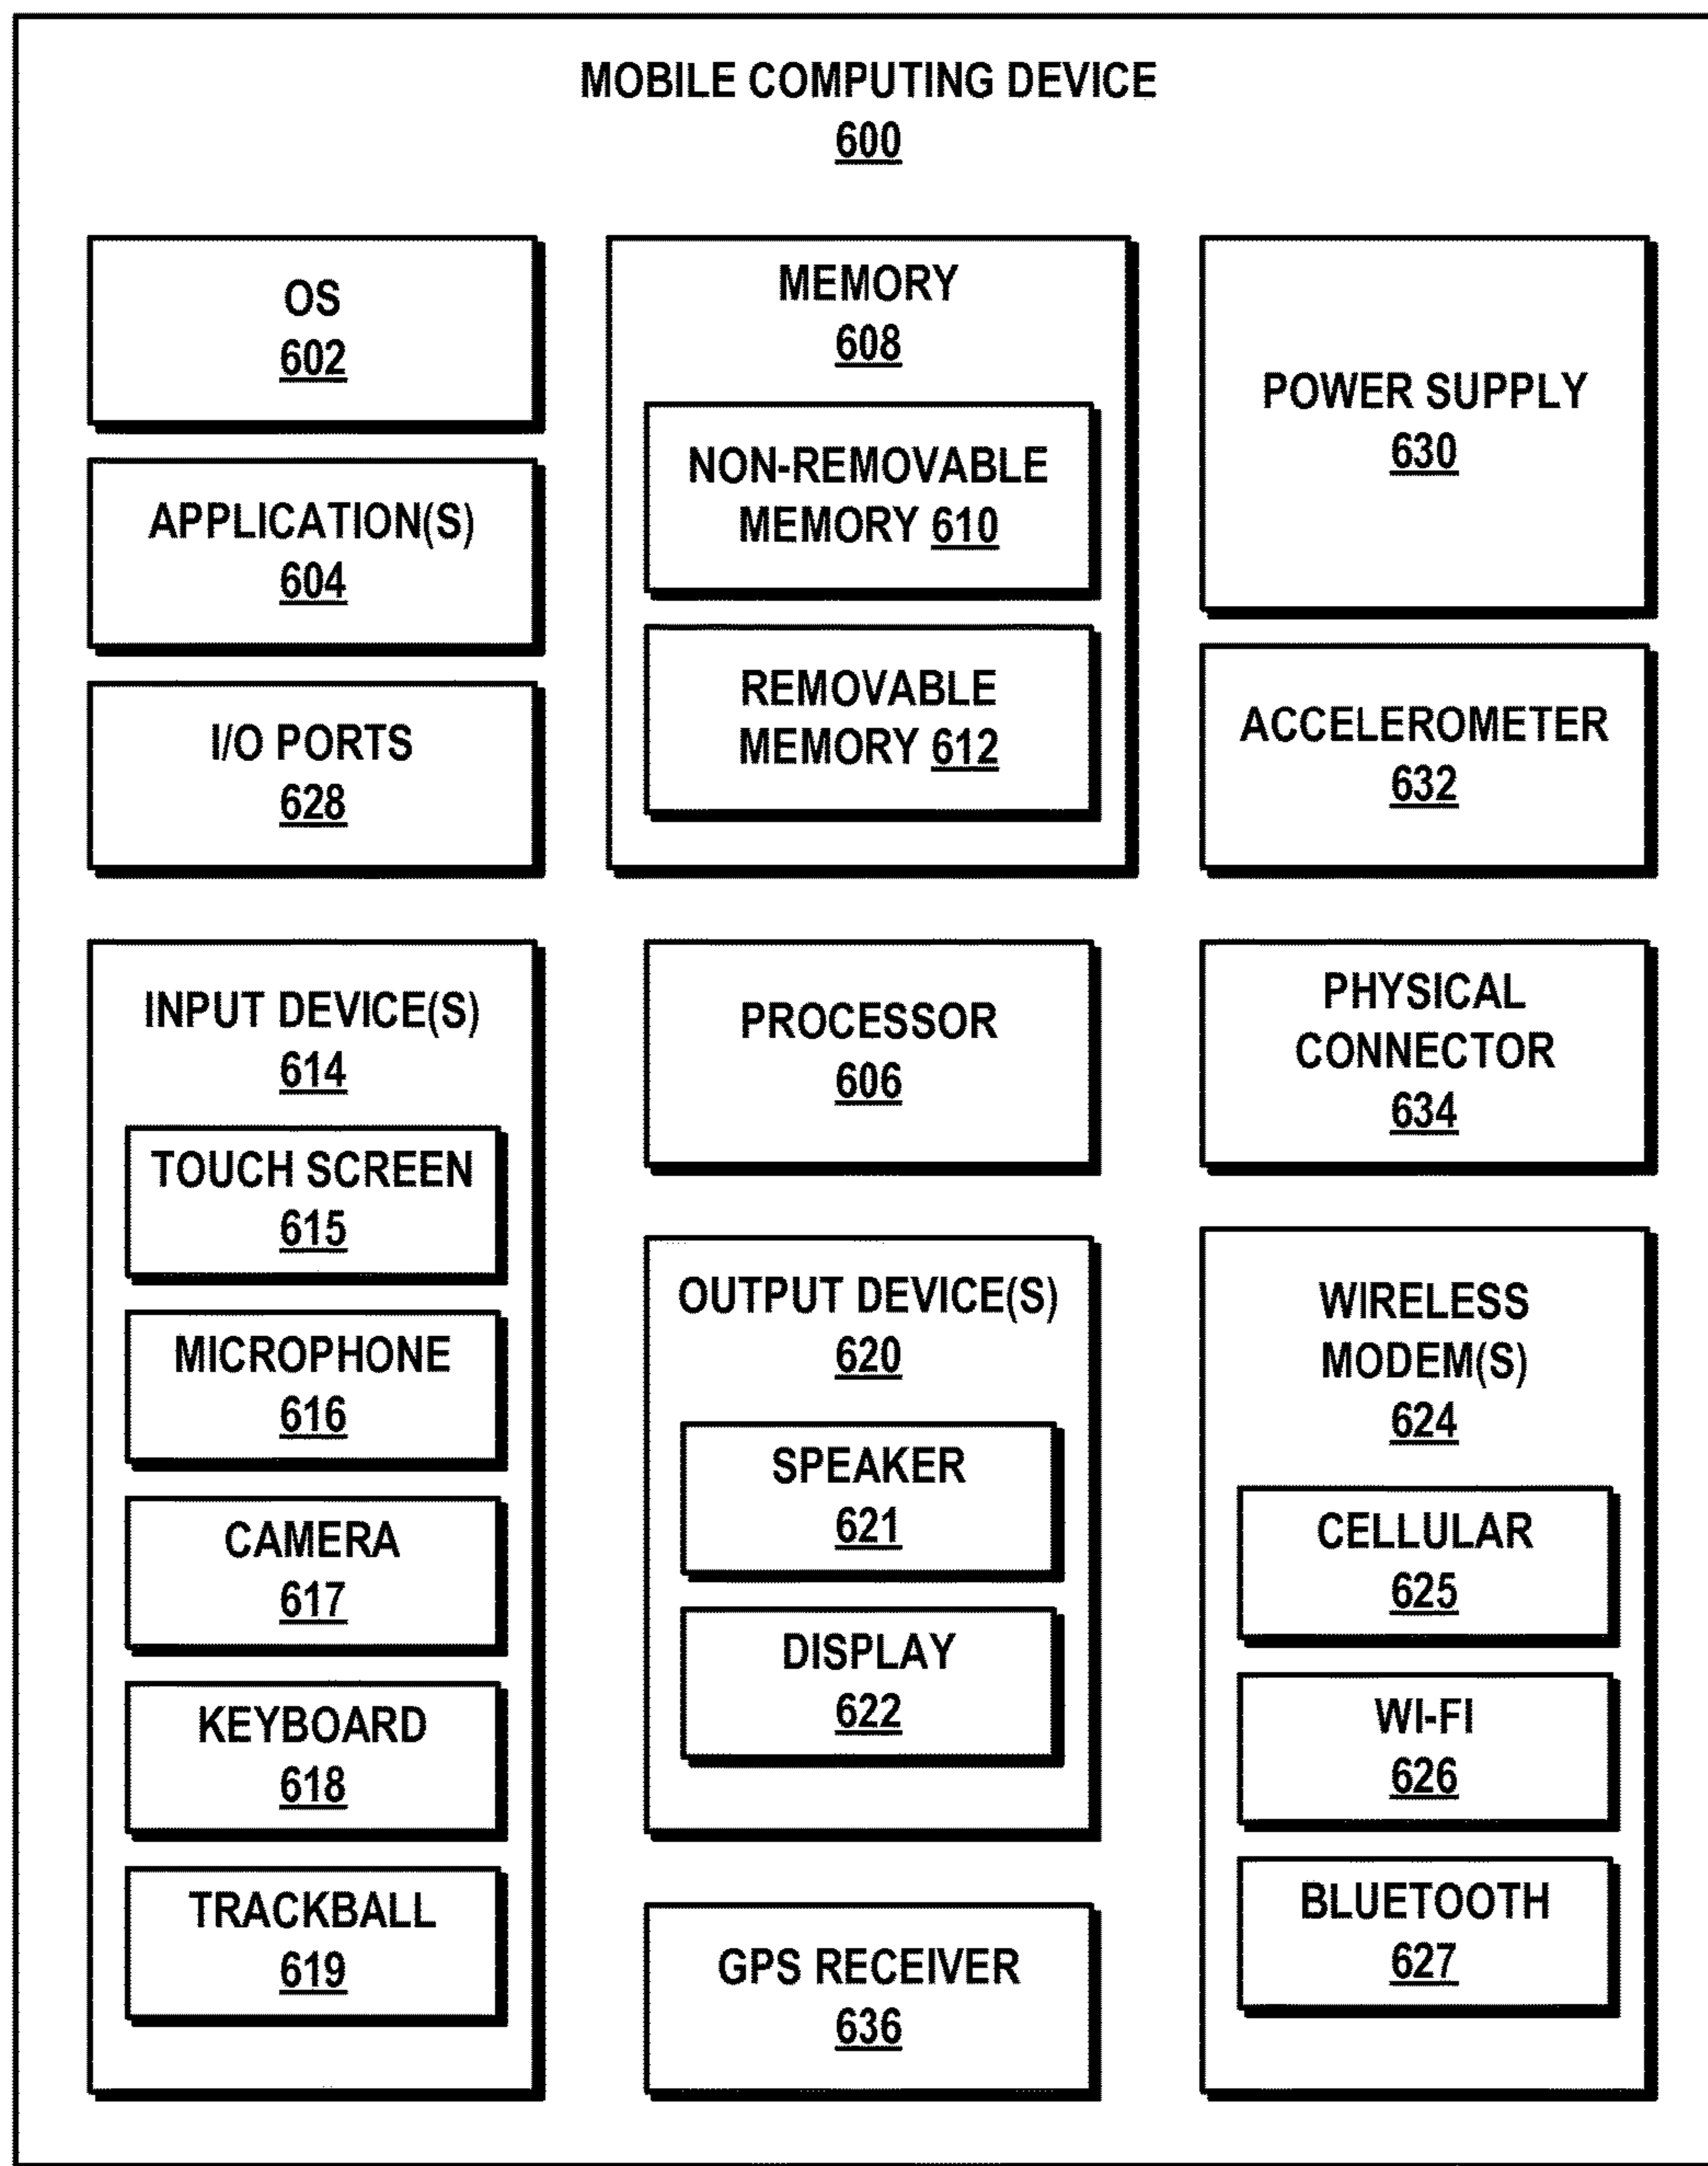 MOBILE COMPUTING DEVICE
600
OS
602
APPLICATION(S)
604
I/O PORTS
628
MEMORY
608
NON-REMOVABLE
MEMORY 610
REMOVABLE
MEMORY 612
POWER SUPPLY
630
ACCELEROMETER
632
INPUT DEVICE(S)
614
TOUCH SCREEN
615
MICROPHONE
616
CAMERA
617
KEYBOARD
618
TRACKBALL
619
PROCESSOR
606
OUTPUT DEVICE(S)
620
SPEAKER
621
DISPLAY
622
GPS RECEIVER
636
PHYSICAL
CONNECTOR
634
WIRELESS
MODEM(S)
624
CELLULAR
625
WI-FI
626
BLUETOOTH
627